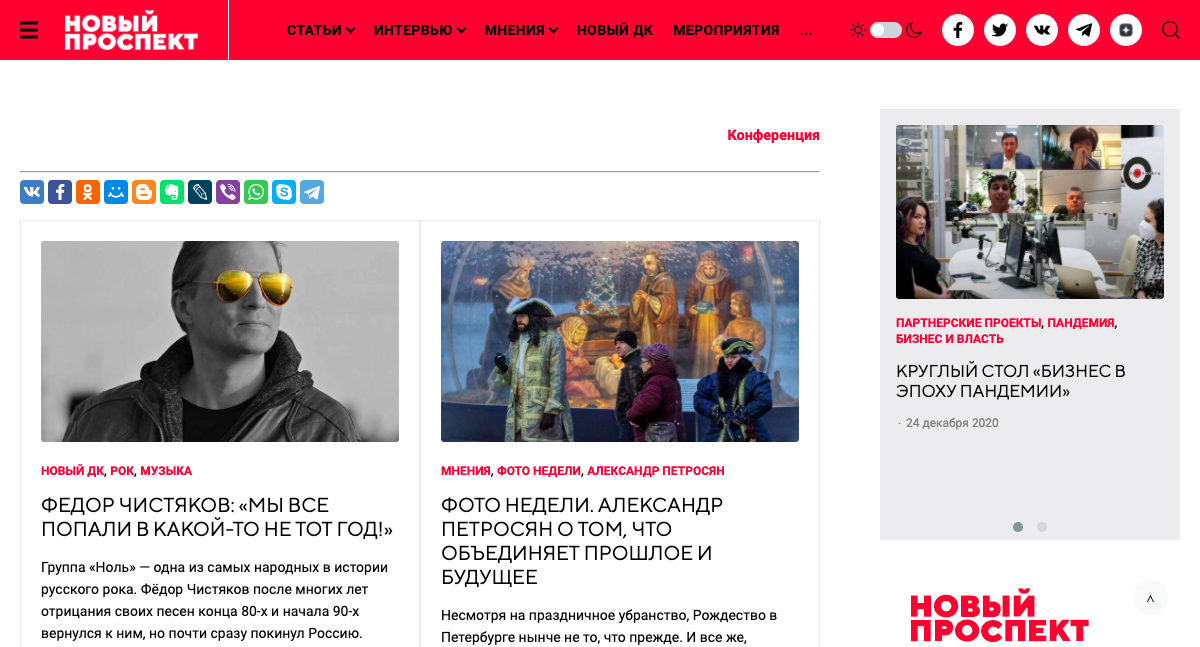 НОВЫЙ
ПРОСПЕКТ
СТАТЬИ
ИНТЕРВЬЮ
МНЕНИЯ
НОВЫЙ ДК
МЕРОПРИЯТИЯ
...
Конференция
НОВЫЙ ДК, РОК, МУЗЫКА
ФЕДОР ЧИСТЯКОВ: «МЫ ВСЕ
ПОПАЛИ В КАКОЙ-ТО НЕ ТОТ ГОД!»
Группа «Ноль» — одна из самых народных в истории
русского рока. Фёдор Чистяков после многих лет
отрицания своих песен конца 80-х и начала 90-х
вернулся к ним, но почти сразу покинул Россию.
МНЕНИЯ, ФОТО НЕДЕЛИ, АЛЕКСАНДР ПЕТРОСЯН
ФОТО НЕДЕЛИ. АЛЕКСАНДР
ПЕТРОСЯН О ТОМ, ЧТО
ОБЪЕДИНЯЕТ ПРОШЛОЕ И
БУДУЩЕЕ
Несмотря на праздничное убранство, Рождество в
Петербурге нынче не то, что прежде. И все же,
ПАРТНЕРСКИЕ ПРОЕКТЫ, ПАНДЕМИЯ,
БИЗНЕС И ВЛАСТЬ
КРУГЛЫЙ СТОЛ «БИЗНЕС В
ЭПОХУ ПАНДЕМИИ»
· 24 декабря 2020
НОВЫЙ
ПРОСПЕКТ